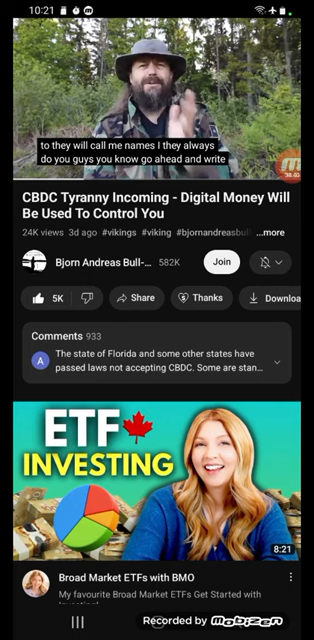 10:21
to they will call me names I they always
do you guys you know go ahead and write
38:40
CBDC Tyranny Incoming - Digital Money Will
Be Used To Control You
24K views 3d ago #vikings #viking #bjornandreasbull ...more
Bjorn Andreas Bull-... 582K
Join
5K
Share
Thanks
Downloa
Comments 933
A
The state of Florida and some other states have
passed laws not accepting CBDC. Some are stan...
ETF
INVESTING
8:21
Broad Market ETFs with BMO
My favourite Broad Market ETFs Get Started with
Investing!
Recorded by Mobizen